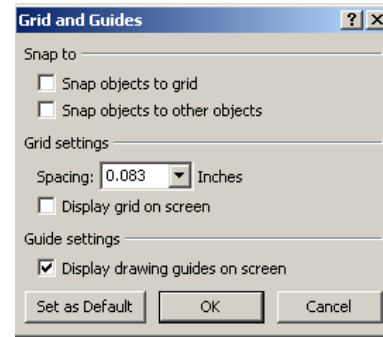 Grid and Guides
Snap to
Snap objects to grid
Snap objects to other objects
Grid settings
Spacing: 0.083 Inches
Display grid on screen
Guide settings
Display drawing guides on screen
Set as Default OK Cancel